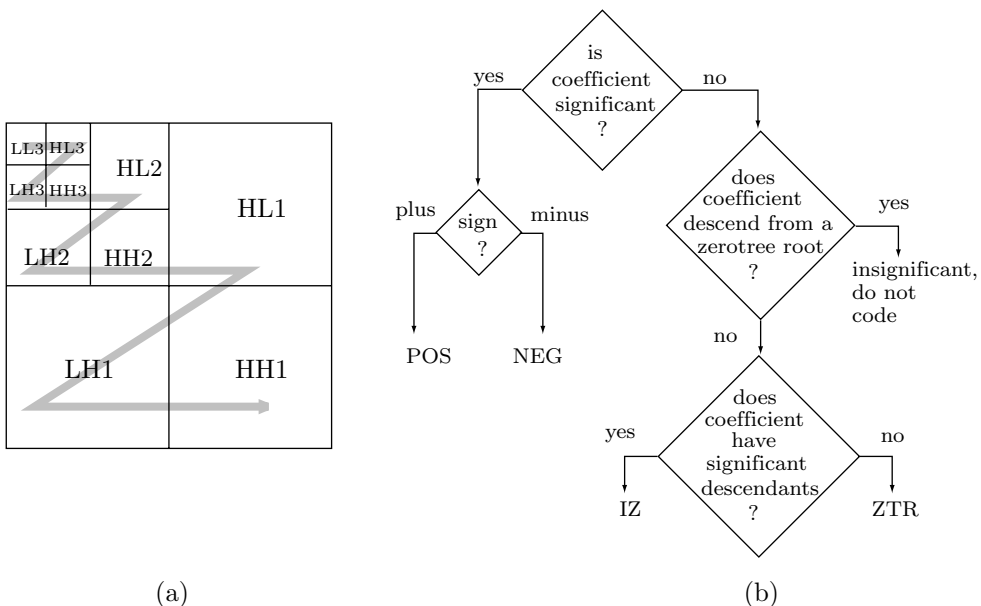 LL3 HL3
LH3 HH3
HL2
LH2 HH2
HL1
LH1 HH1
(a)
is
coefficient
significant
?
yes
no
sign
?
plus
minus
POS
NEG
does
coefficient
descend from a
zerotree root
?
yes
insignificant,
do not
code
no
does
coefficient
have
significant
descendants
?
yes
no
IZ
ZTR
(b)